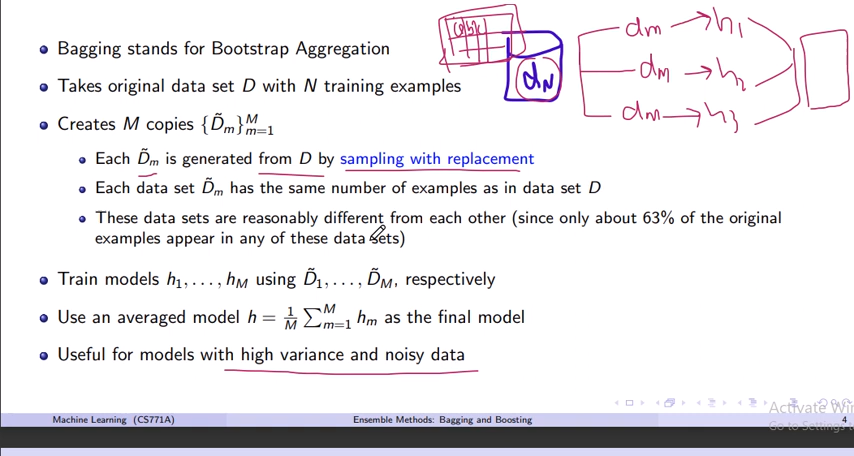 Bagging stands for Bootstrap Aggregation
Takes original data set D with N training examples
Creates M copies {D̃ₘ}ᴹₘ₌₁
Each D̃ₘ is generated from D by sampling with replacement
Each data set D̃ₘ has the same number of examples as in data set D
These data sets are reasonably different from each other (since only about 63% of the original
examples appear in any of these data sets)
Train models h₁, . . . , h_M using D̃₁, . . . , D̃_M, respectively
Use an averaged model h = 1/M ∑ᴹₘ₌₁ hₘ as the final model
Useful for models with high variance and noisy data
dN
dm → h1
dm → h2
dm → h3
Machine Learning (CS771A)
Ensemble Methods: Bagging and Boosting
4
Activate Win
Go to Settings t